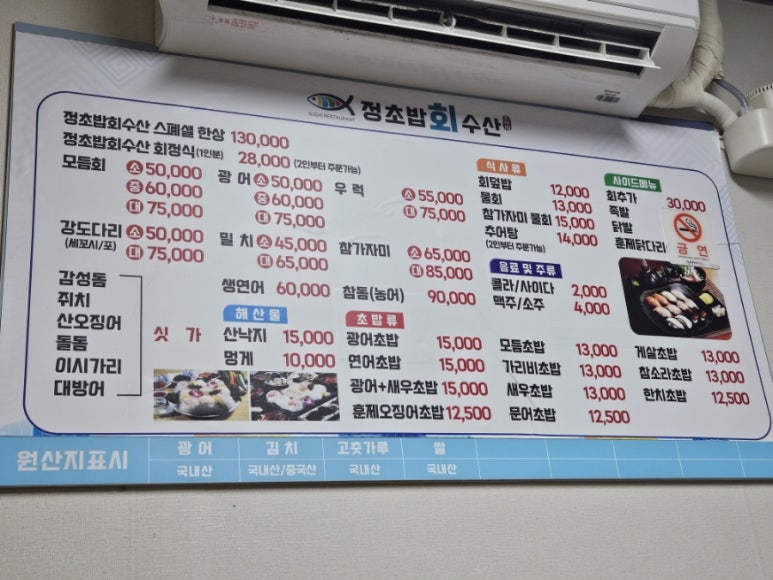 정초밥회수산
SUSHI RESTAURANT
정초밥회수산 스페셜 한상 130,000
정초밥회수산 회정식(1인분) 28,000 (2인부터 주문가능)
모듬회 소 50,000
중 60,000
대 75,000
광어 소 50,000
중 60,000
대 75,000
우럭 소 55,000
대 75,000
강도다리 (세꼬시/포) 소 50,000
대 75,000
밀치 소 45,000
대 65,000
참가자미 소 65,000
대 85,000
생연어 60,000
참돔(농어) 90,000
감성돔
쥐치
산오징어
돌돔
이시가리
대방어
싯가
해산물
산낙지 15,000
멍게 10,000
초밥류
광어초밥 15,000
연어초밥 15,000
광어+새우초밥 15,000
훈제오징어초밥 12,500
모듬초밥 13,000
가리비초밥 13,000
새우초밥 13,000
문어초밥 12,500
게살초밥 13,000
참소라초밥 13,000
한치초밥 12,500
식사류
회덮밥 12,000
물회 13,000
참가자미 물회 15,000
추어탕 14,000
(2인부터 주문가능)
음료 및 주류
콜라/사이다 2,000
맥주/소주 4,000
사이드메뉴
회추가 30,000
족발
닭발
훈제닭다리
금연
원산지표시
광어 김치 고춧가루 쌀
국내산 국내산/중국산 국내산 국내산